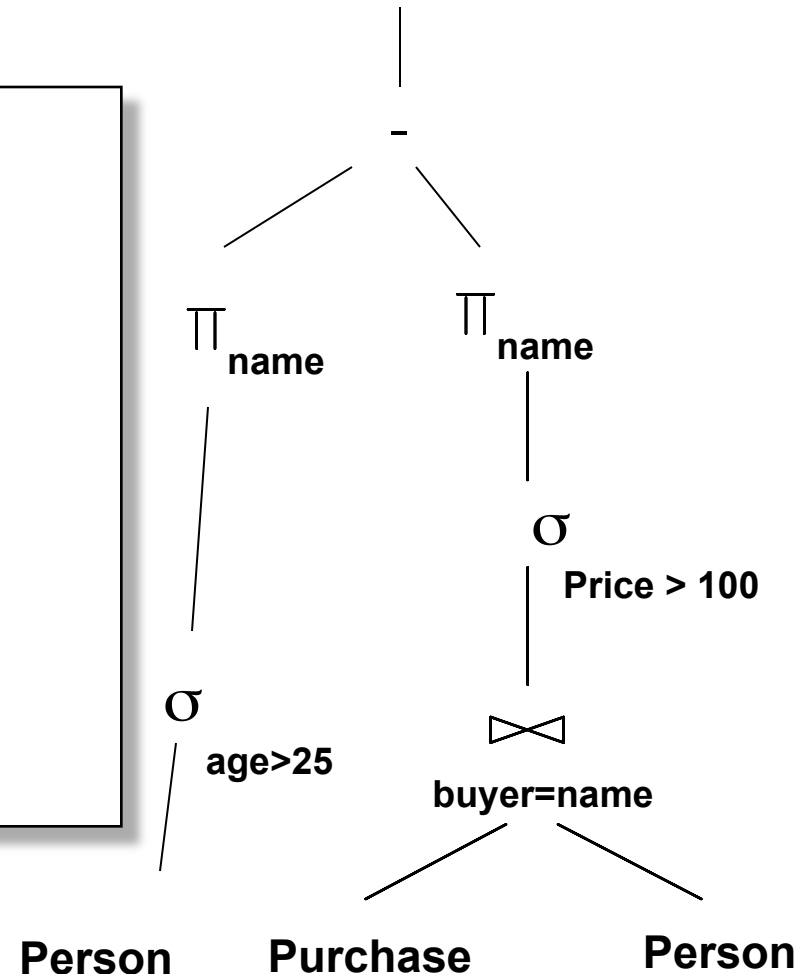 -
Π name
Π name
σ
Price > 100
σ
age>25
⋈
buyer=name
Person
Purchase
Person